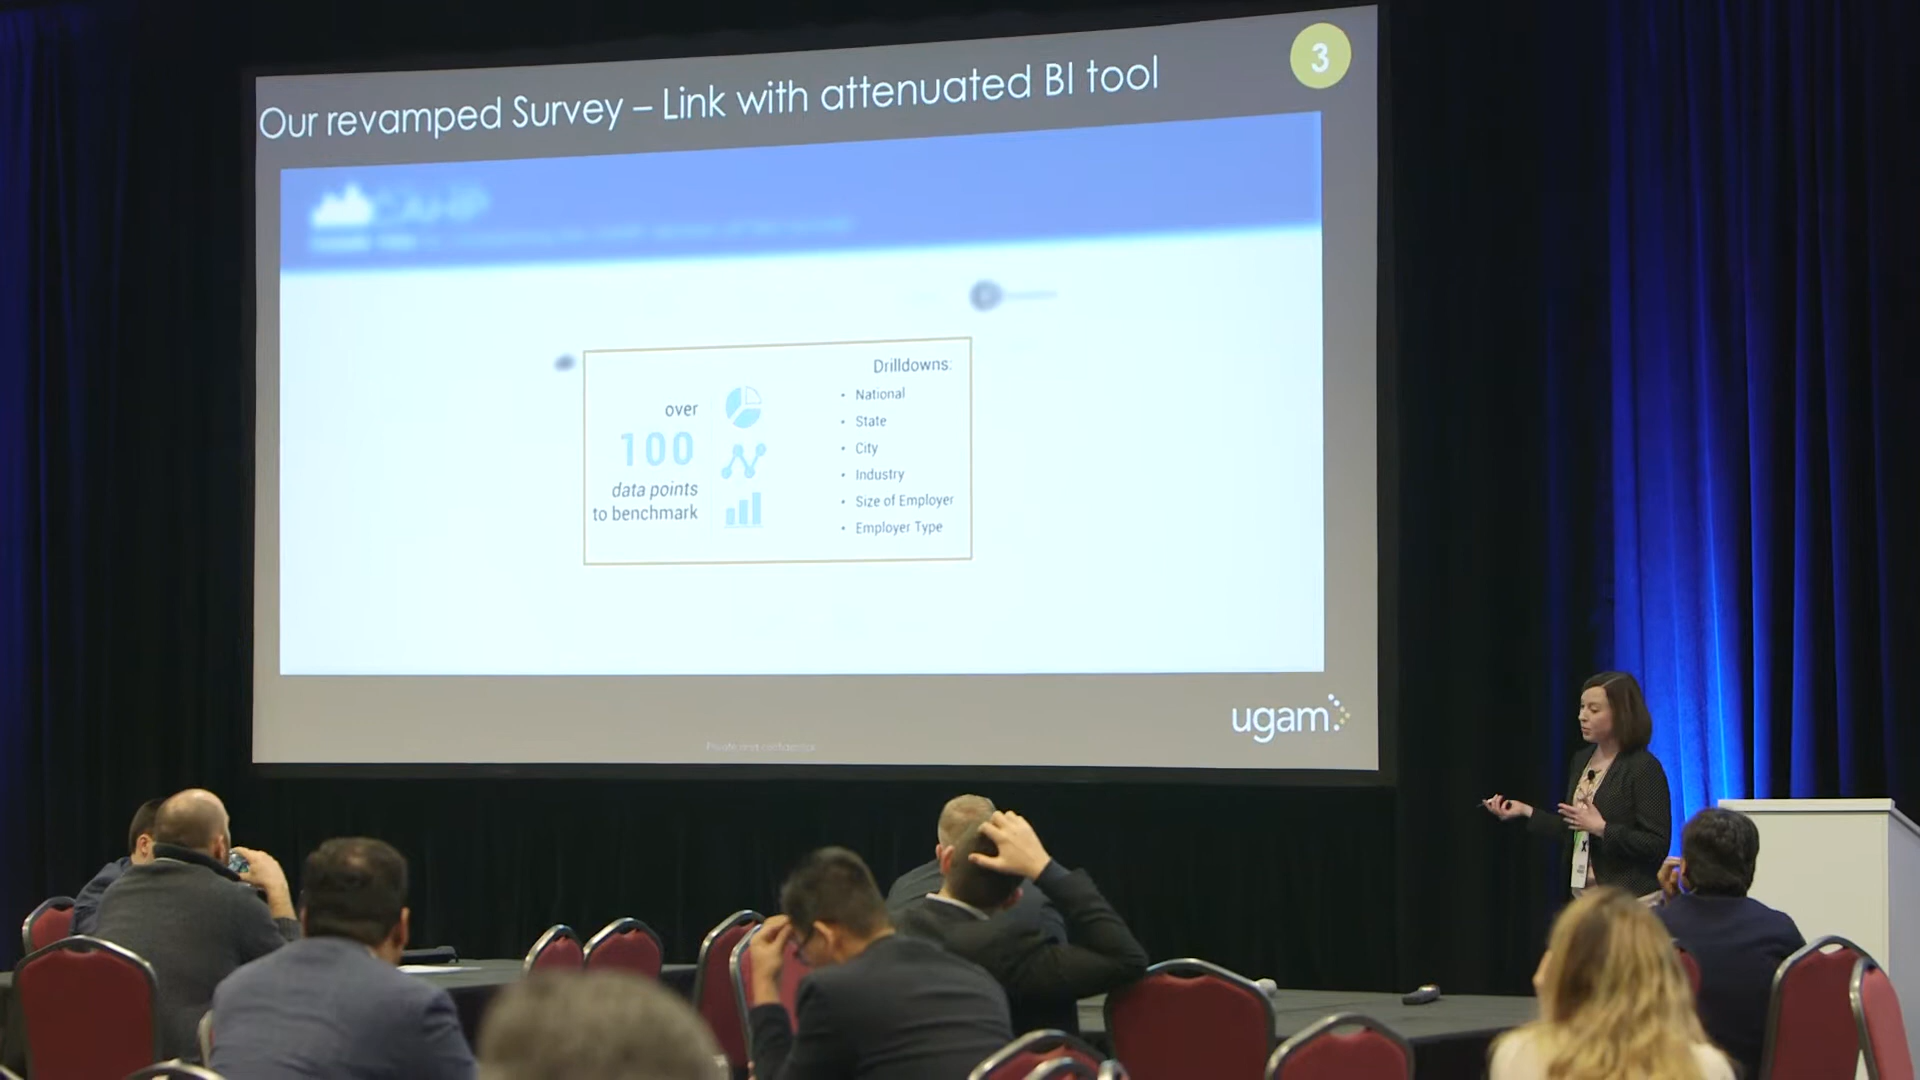 Our revamped Survey – Link with attenuated BI tool
3
over
100
data points
to benchmark
Drilldowns:
• National
• State
• City
• Industry
• Size of Employer
• Employer Type
ugam